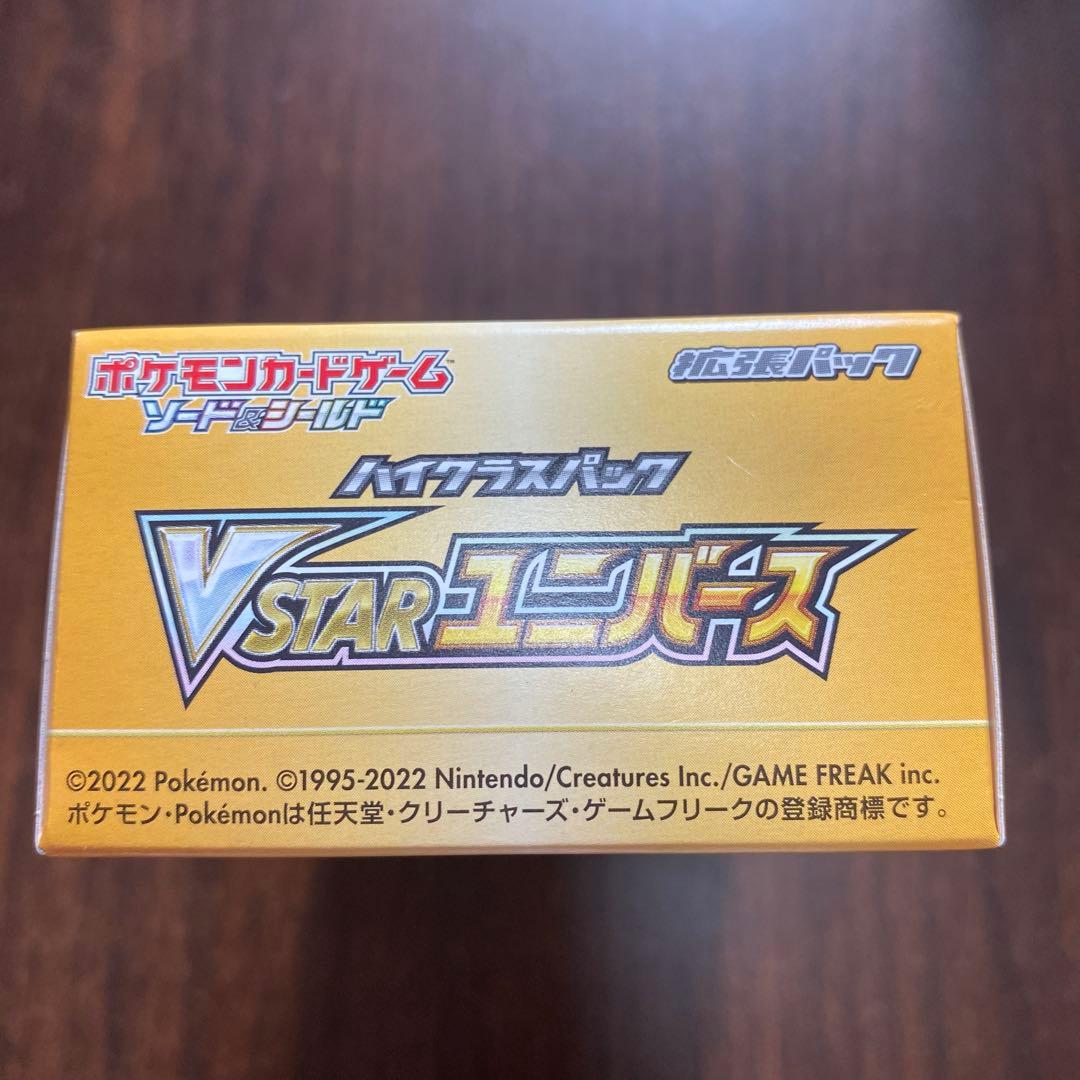 ポケモンカードゲーム™
ソード&シールド
拡張パック
ハイクラスパック
VSTARユニバース
©2022 Pokémon. ©1995-2022 Nintendo/Creatures Inc./GAME FREAK inc.
ポケモン・Pokémonは任天堂・クリーチャーズ・ゲームフリークの登録商標です。